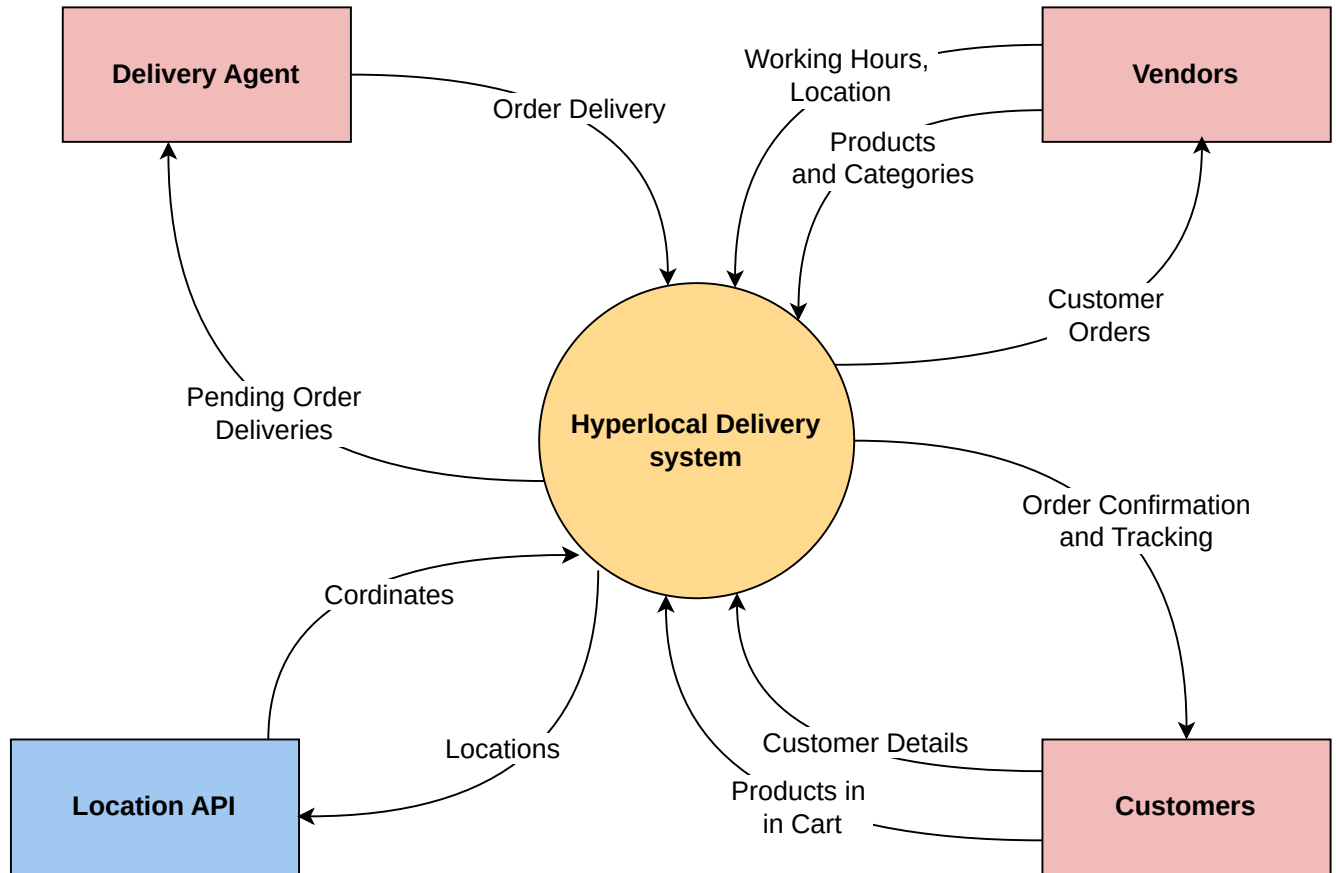 Delivery Agent
Order Delivery
Working Hours,
Location
Vendors
Products
and Categories
Customer
Orders
Pending Order
Deliveries
Hyperlocal Delivery
system
Order Confirmation
and Tracking
Cordinates
Locations
Customer Details
Products in
in Cart
Location API
Customers